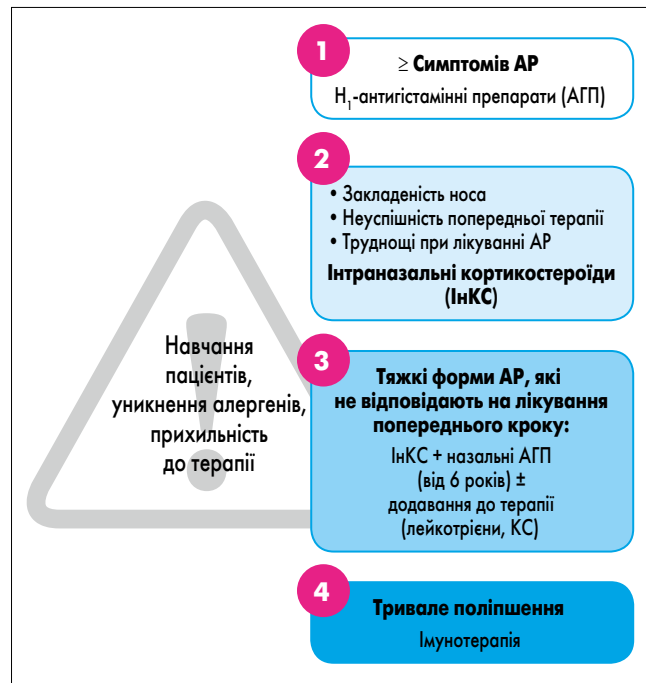 1
≥ Симптомів АР
H₁-антигістамінні препарати (АГП)
2
• Закладеність носа
• Неуспішність попередньої терапії
• Труднощі при лікуванні АР
Інтраназальні кортикостероїди
(ІнКС)
Навчання
пацієнтів,
уникнення алергенів,
прихильність
до терапії
3
Тяжкі форми АР, які
не відповідають на лікування
попереднього кроку:
ІнКС + назальні АГП
(від 6 років) ±
додавання до терапії
(лейкотрієни, КС)
4
Тривале поліпшення
Імунотерапія